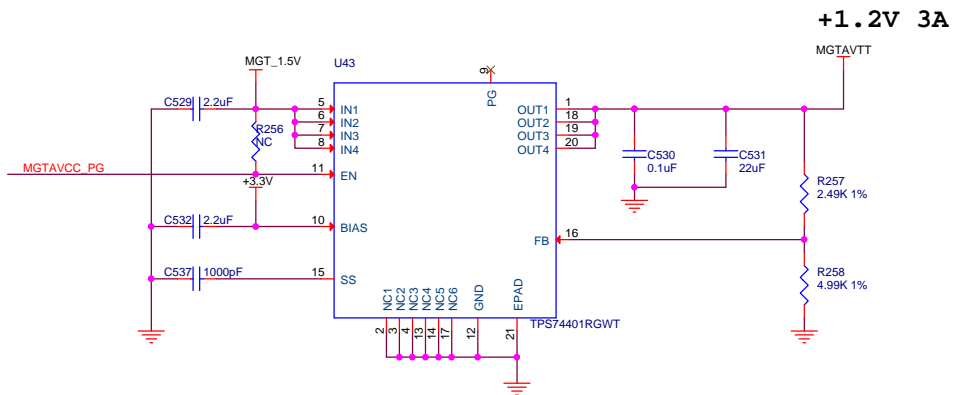 +1.2V 3A
MGTAVTT
MGT_1.5V
U43
9
PG
C529
2.2uF
5
IN1
OUT1
1
6
IN2
OUT2
18
7
IN3
OUT3
19
8
IN4
OUT4
20
R256
NC
C530
0.1uF
C531
22uF
MGTAVCC_PG
11
EN
+3.3V
R257
2.49K 1%
C532
2.2uF
10
BIAS
FB
16
C537
1000pF
15
SS
R258
4.99K 1%
NC1
NC2
NC3
NC4
NC5
NC6
GND
EPAD
TPS74401RGWT
2
3
4
13
14
17
12
21